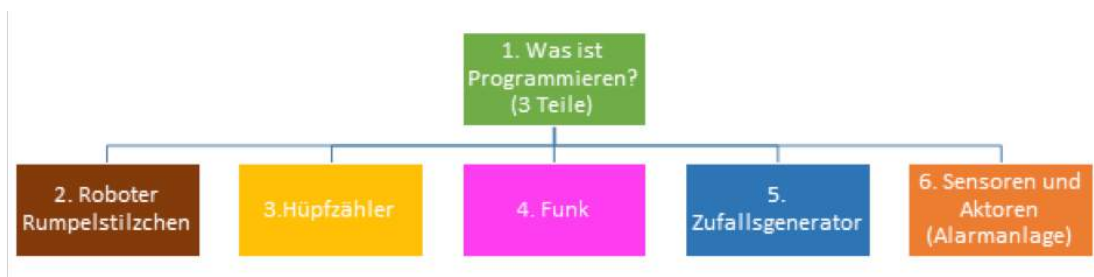 1. Was ist
Programmieren?
(3 Teile)
2. Roboter
Rumpelstilzchen
3.Hüpfzähler
4. Funk
5.
Zufallsgenerator
6. Sensoren und
Aktoren
(Alarmanlage)